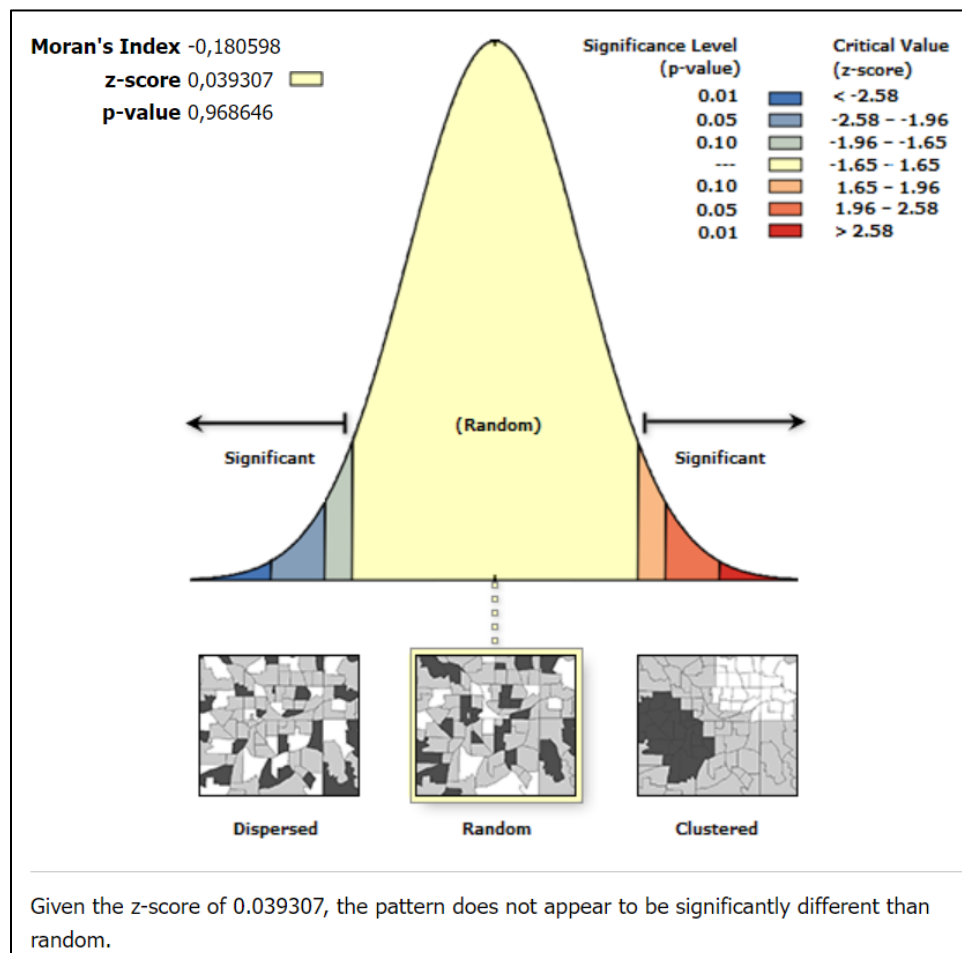 Moran's Index -0,180598
z-score 0,039307
p-value 0,968646
Significance Level
(p-value)
Critical Value
(z-score)
0.01 < -2.58
0.05 -2.58 – -1.96
0.10 -1.96 – -1.65
--- -1.65 - 1.65
0.10 1.65 – 1.96
0.05 1.96 – 2.58
0.01 > 2.58
(Random)
Significant
Significant
Dispersed
Random
Clustered
Given the z-score of 0.039307, the pattern does not appear to be significantly different than
random.